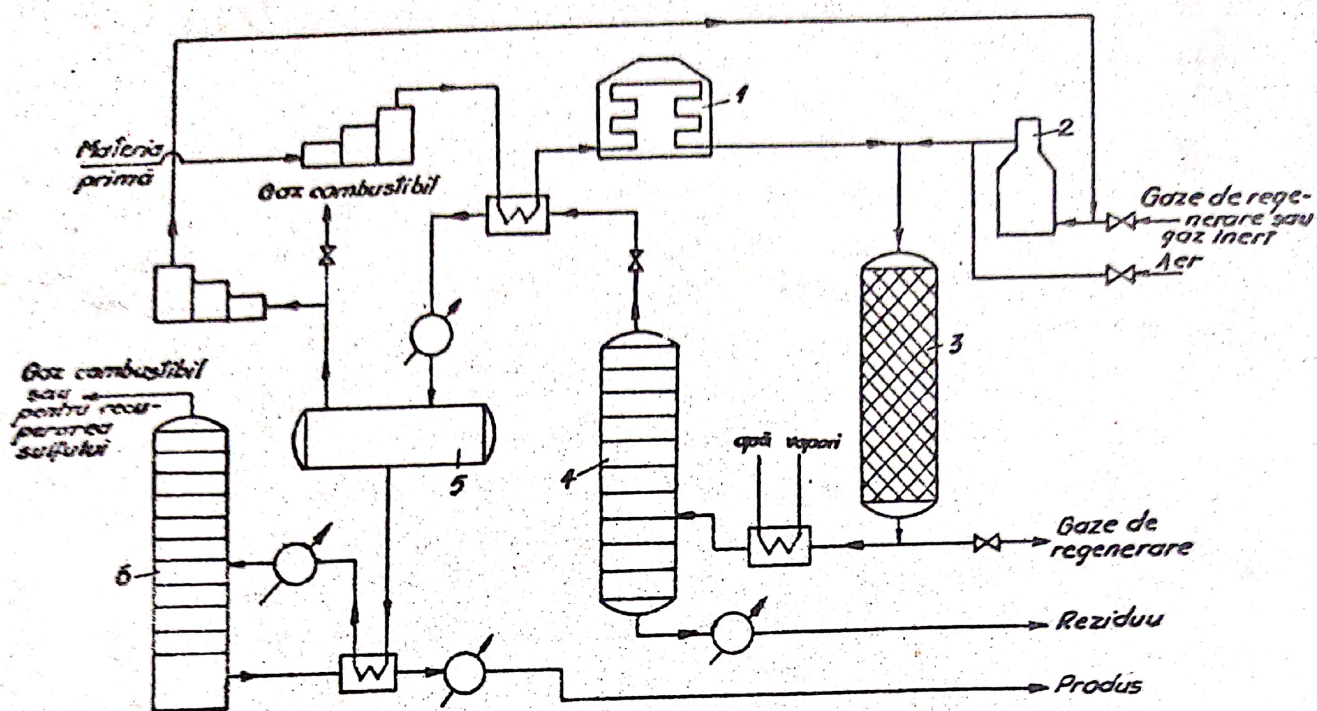 1
2
Materia
primă
Gaz combustibil
Gaze de rege-
nerare sau
gaz inert
Aer
3
Gaz combustibil
sau
pentru recu-
perarea
sulfului
5
4
apă vapori
Gaze de
regenerare
6
Reziduu
Produs